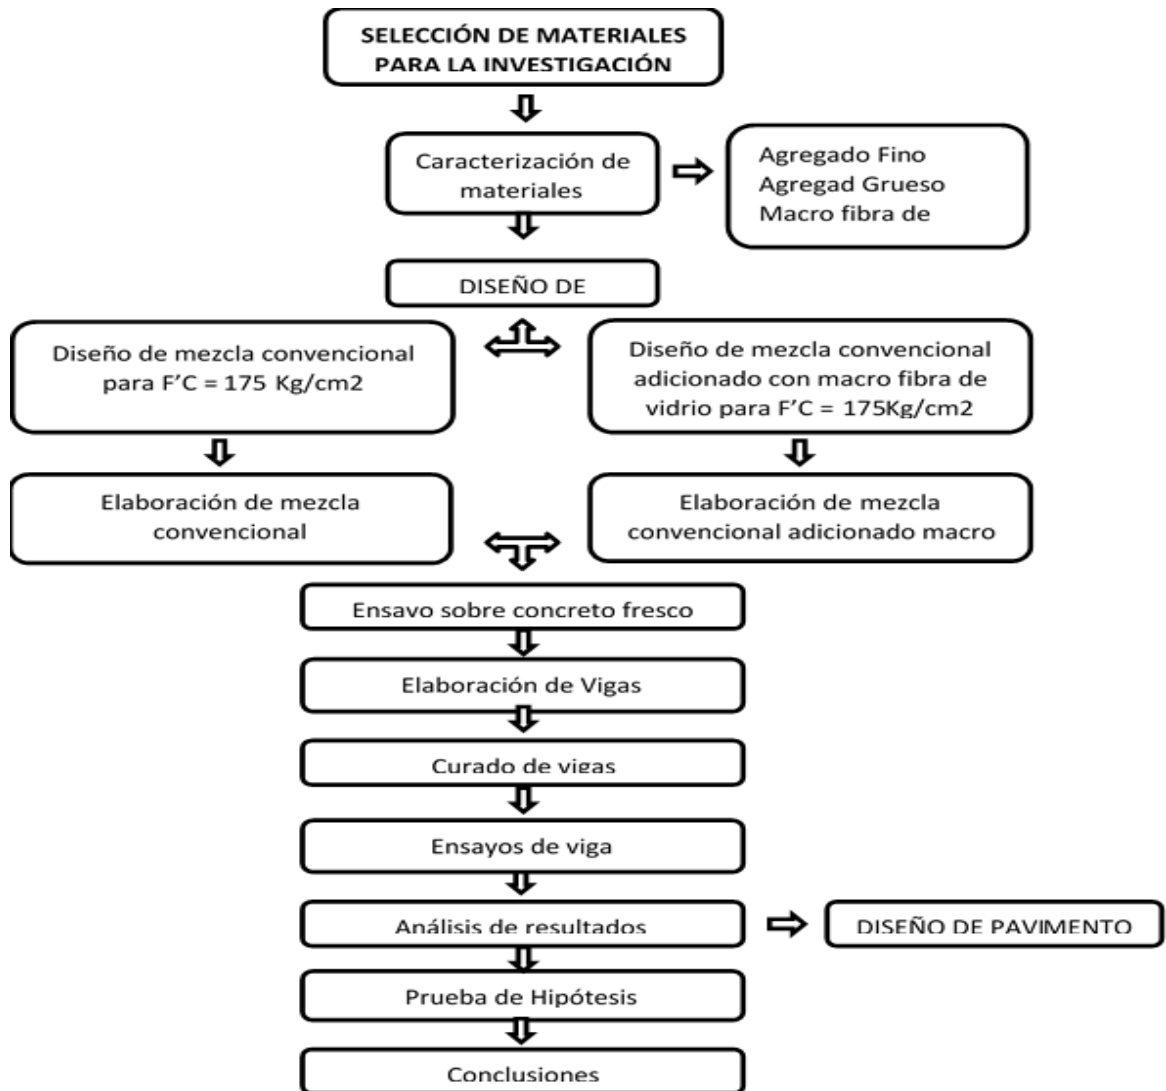 SELECCIÓN DE MATERIALES
PARA LA INVESTIGACIÓN
Caracterización de
materiales
Agregado Fino
Agregad Grueso
Macro fibra de
DISEÑO DE
Diseño de mezcla convencional
para F’C = 175 Kg/cm2
Diseño de mezcla convencional
adicionado con macro fibra de
vidrio para F’C = 175Kg/cm2
Elaboración de mezcla
convencional
Elaboración de mezcla
convencional adicionado macro
Ensayo sobre concreto fresco
Elaboración de Vigas
Curado de vigas
Ensayos de viga
Análisis de resultados
DISEÑO DE PAVIMENTO
Prueba de Hipótesis
Conclusiones